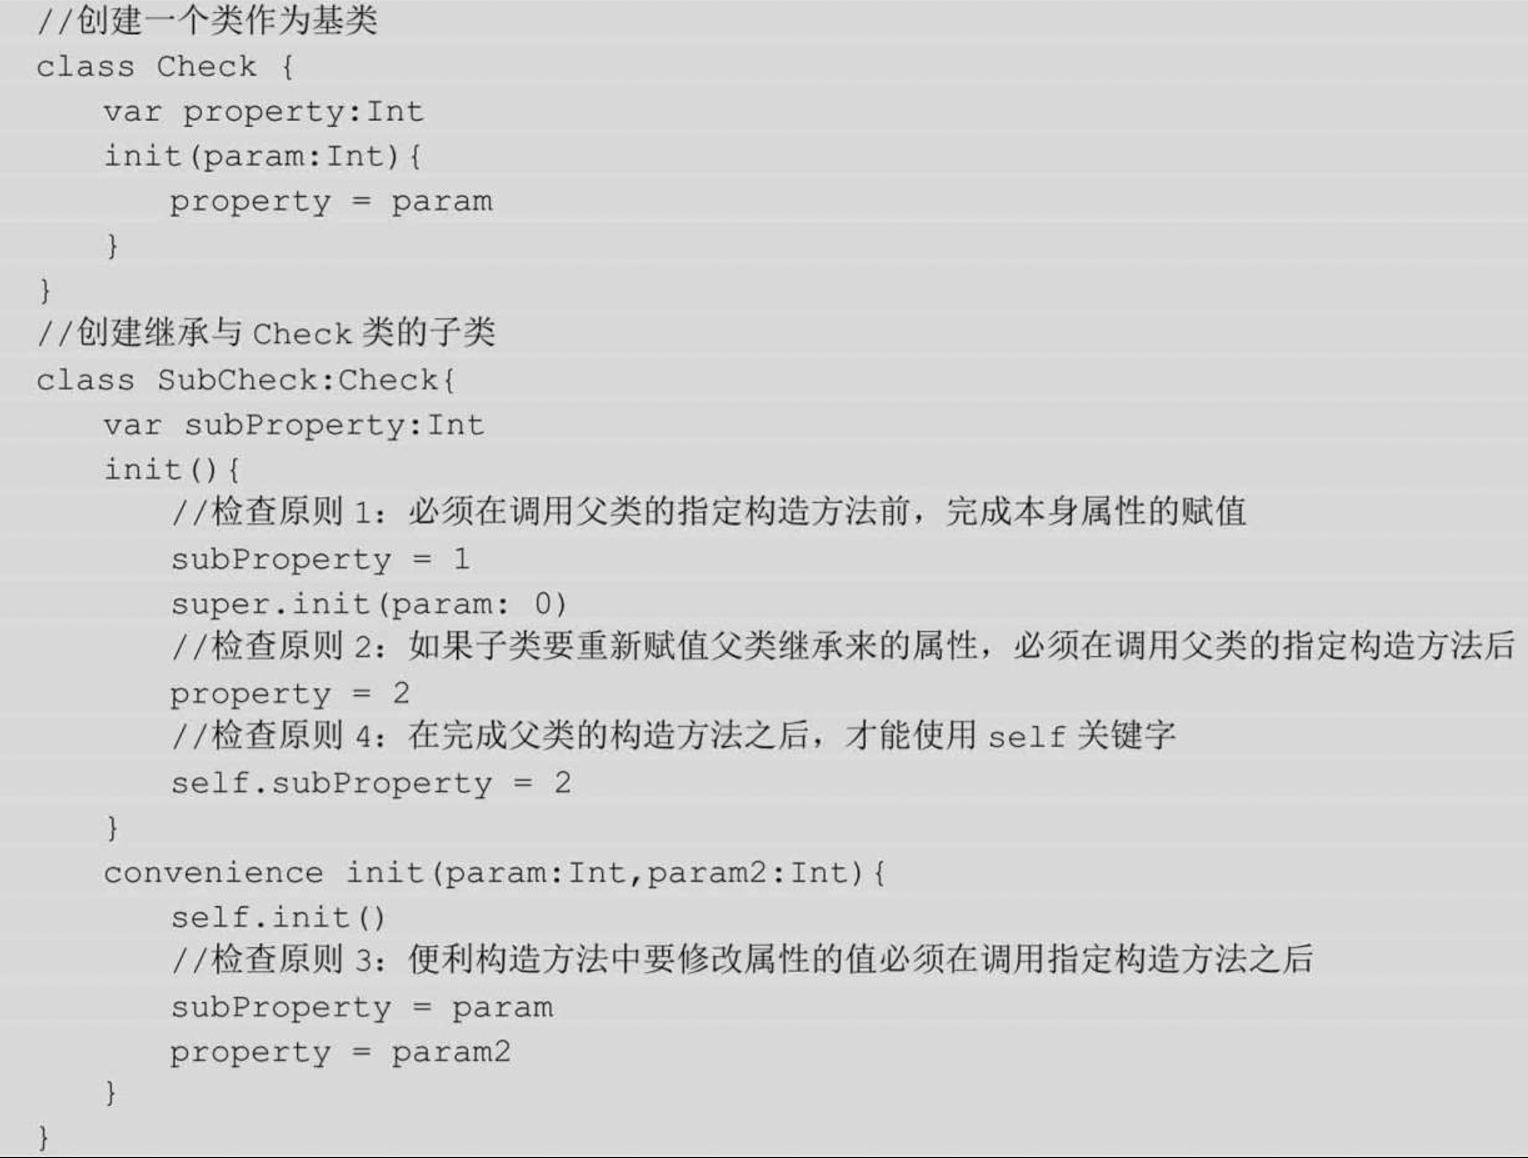 //创建一个类作为基类
class Check {
    var property:Int
    init(param:Int){
        property = param
    }
}
//创建继承与 Check 类的子类
class SubCheck:Check{
    var subProperty:Int
    init(){
        //检查原则 1：必须在调用父类的指定构造方法前，完成本身属性的赋值
        subProperty = 1
        super.init(param: 0)
        //检查原则 2：如果子类要重新赋值父类继承来的属性，必须在调用父类的指定构造方法后
        property = 2
        //检查原则 4：在完成父类的构造方法之后，才能使用 self 关键字
        self.subProperty = 2
    }
    convenience init(param:Int,param2:Int){
        self.init()
        //检查原则 3：便利构造方法中要修改属性的值必须在调用指定构造方法之后
        subProperty = param
        property = param2
    }
}